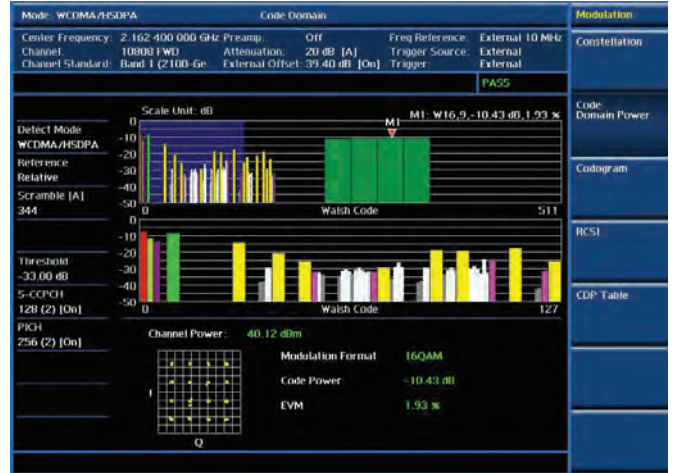 Mode: WCDMA/HSDPA Code Domain Modulation
Center Frequency: 2.162 400 000 GHz Preamp: Off Freq Reference: External 10 MHz
Channel: 10808 FWD Attenuation: 20 dB [A] Trigger Source: External
Channel Standard: Band 1 (2100-Ge External Offset: 39.40 dB [On] Trigger: External
Constellation
PASS
Scale Unit: dB M1: W16,9,-10.43 dB,1.93 %
M1
Code
Domain Power
Detect Mode
WCDMA/HSDPA
Reference
Relative
Scramble [A]
344
0
-10
-20
-30
-40
-50
0 Walsh Code 511
Codogram
RCSI
Threshold
-33.00 dB
S-CCPCH
128 (2) [On]
0
-10
-20
-30
-40
-50
0 Walsh Code 127
CDP Table
PICH
256 (2) [On]
Channel Power: 40.12 dBm
Modulation Format 16QAM
Code Power -10.43 dB
EVM 1.93 %
I
Q